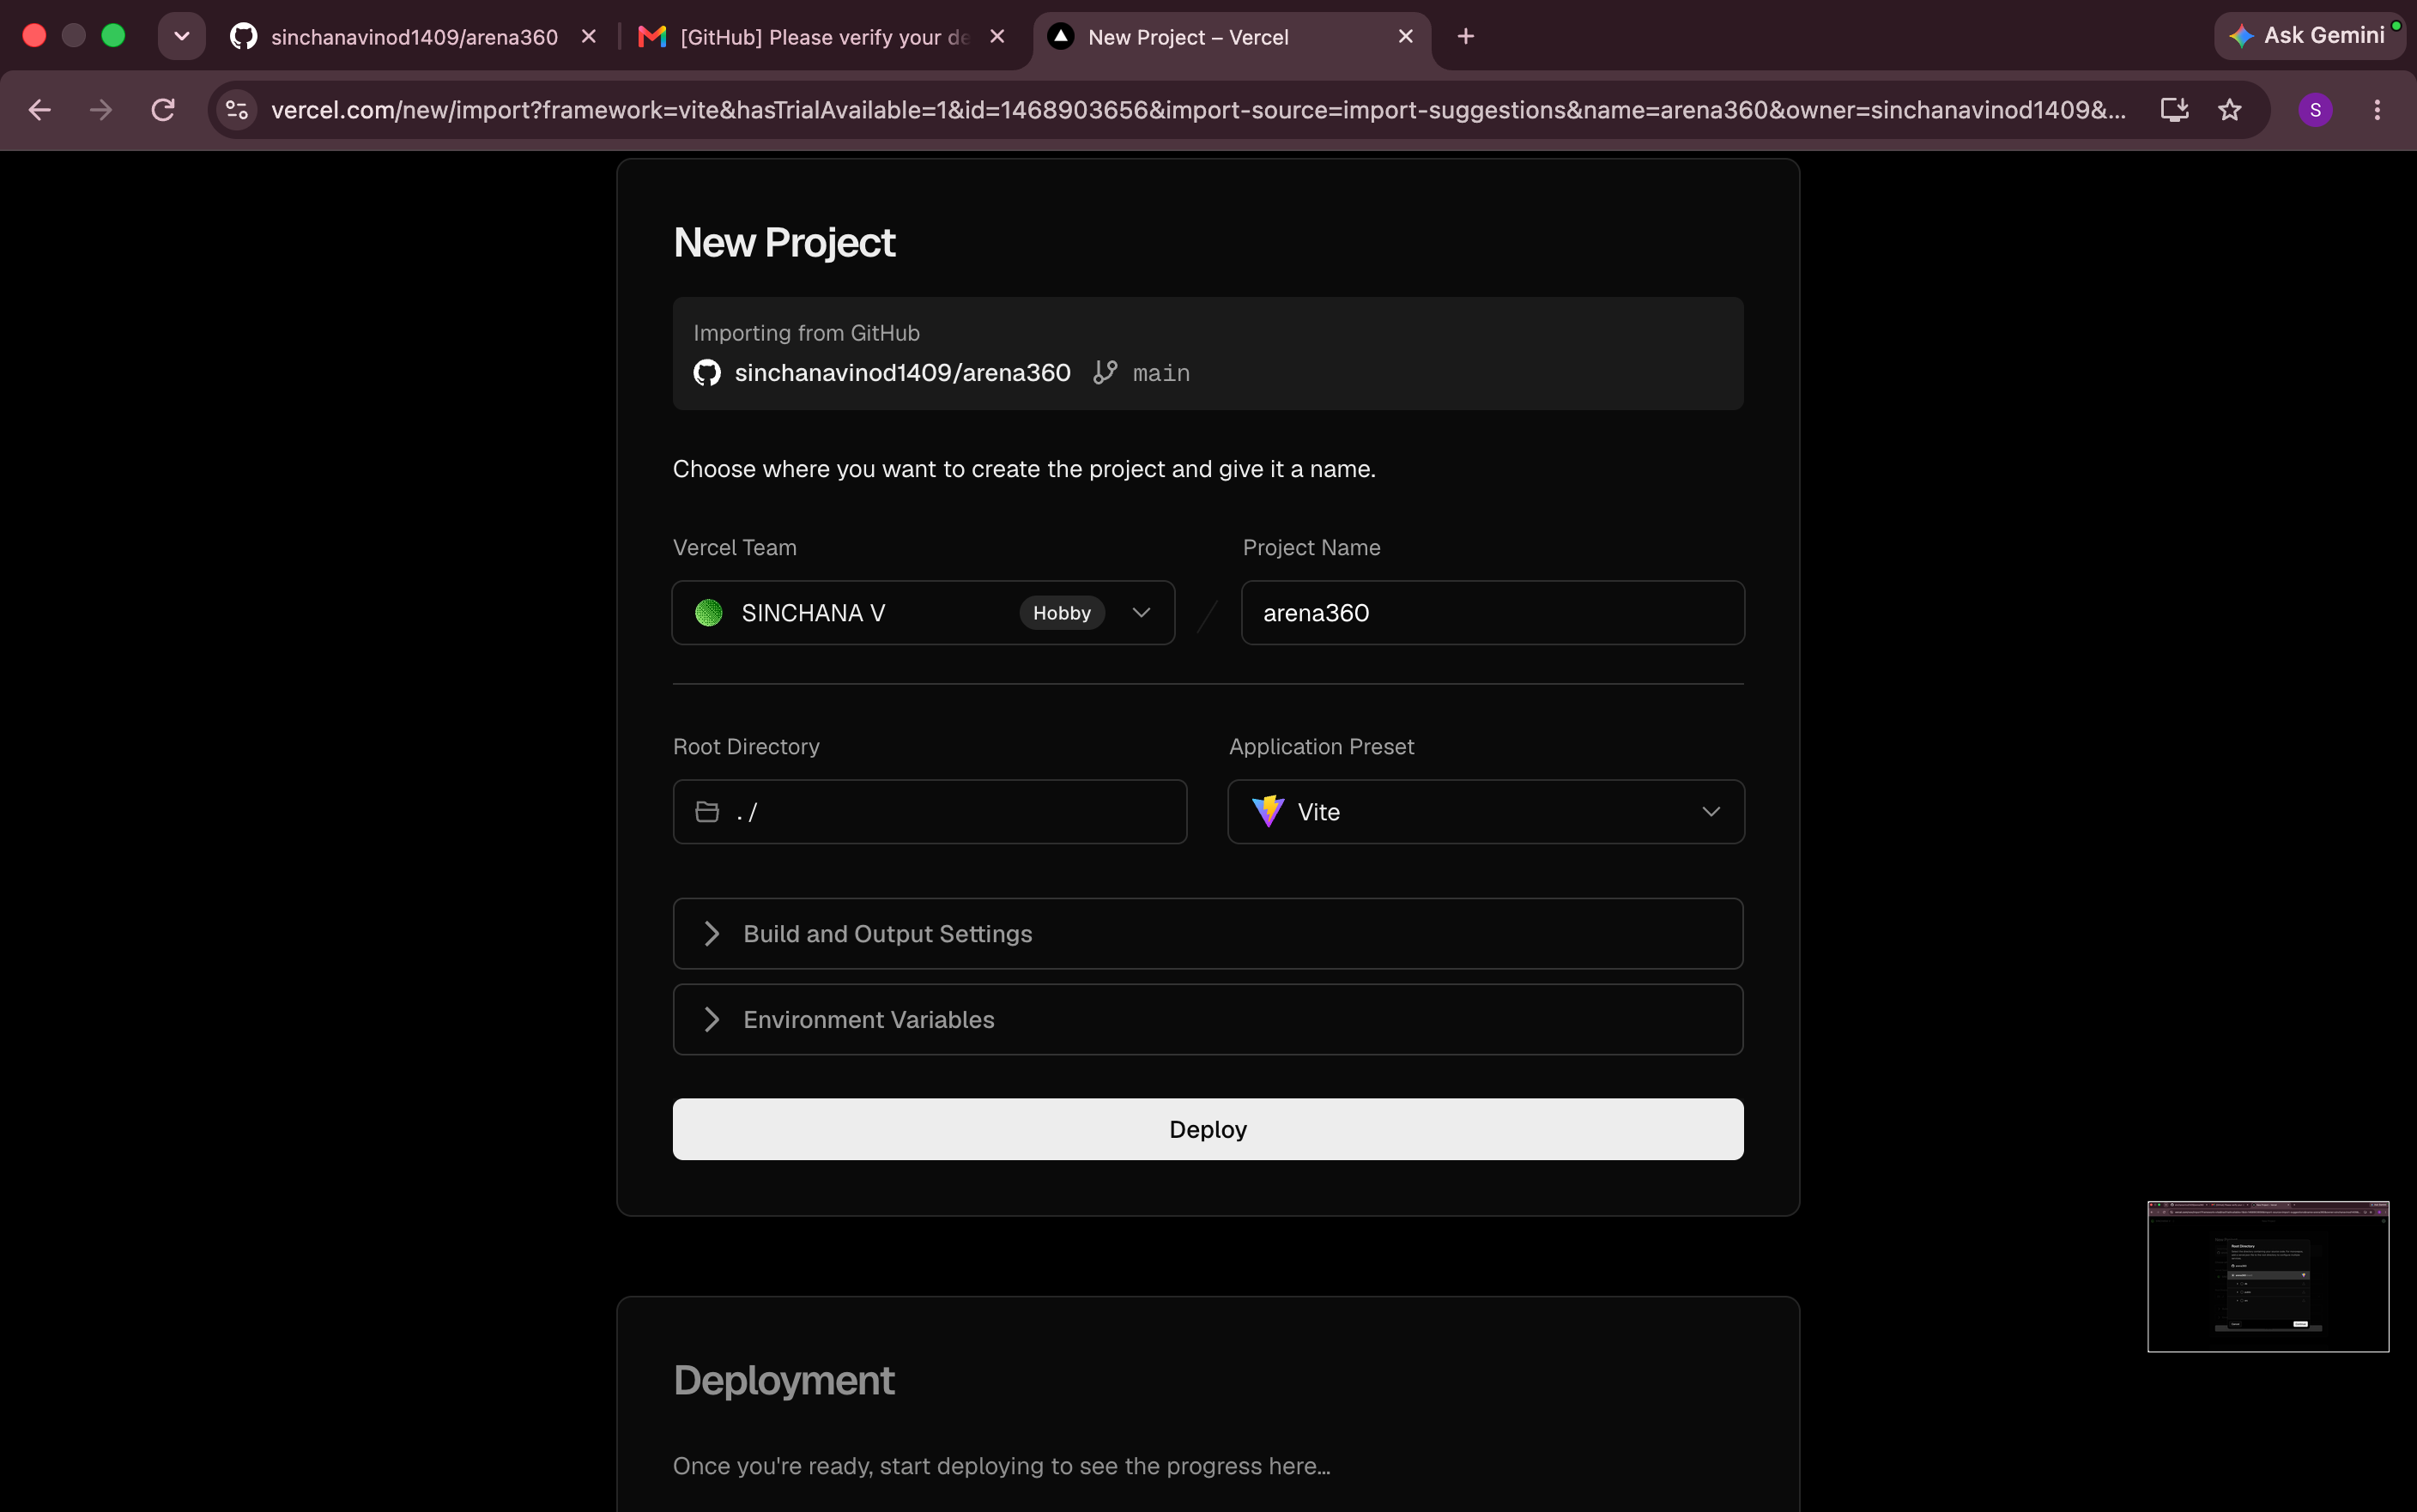 sinchanavinod1409/arena360
[GitHub] Please verify your de
New Project – Vercel
Ask Gemini
vercel.com/new/import?framework=vite&hasTrialAvailable=1&id=1468903656&import-source=import-suggestions&name=arena360&owner=sinchanavinod1409&...
S
New Project
Importing from GitHub
sinchanavinod1409/arena360 main
Choose where you want to create the project and give it a name.
Vercel Team
Project Name
SINCHANA V Hobby
/
arena360
Root Directory
Application Preset
./
Vite
Build and Output Settings
Environment Variables
Deploy
Deployment
Once you're ready, start deploying to see the progress here...